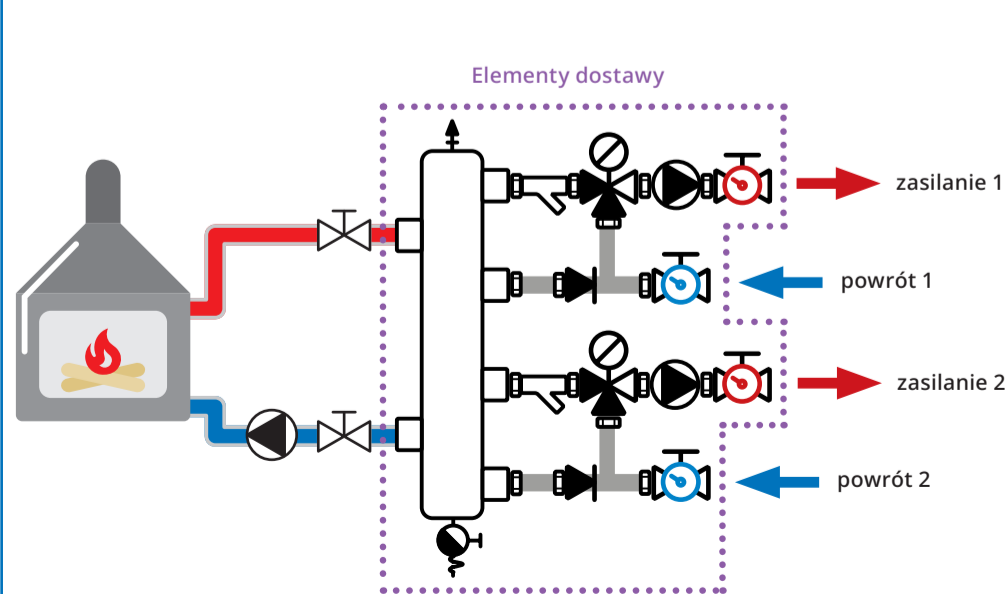 Elementy dostawy
zasilanie 1
powrót 1
zasilanie 2
powrót 2